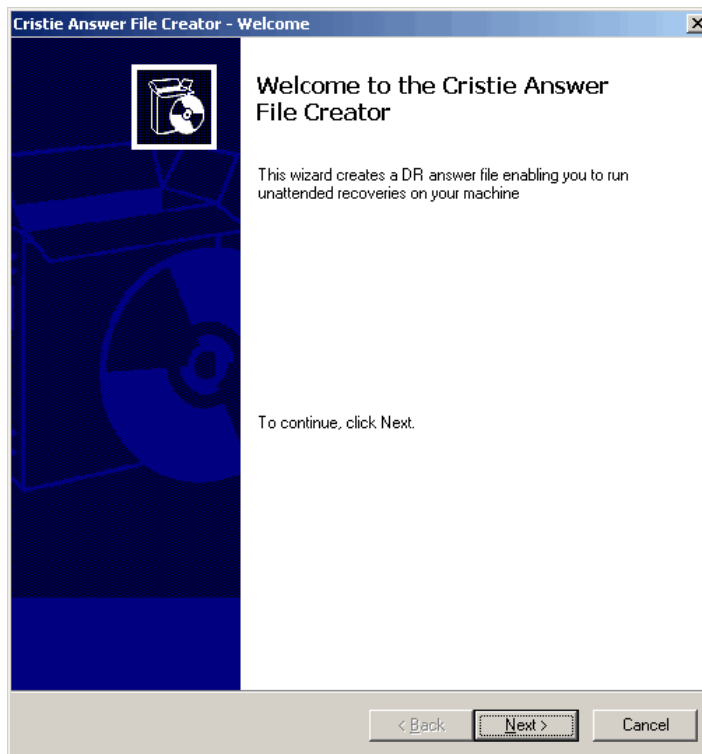 Cristie Answer File Creator - Welcome
Welcome to the Cristie Answer
File Creator
This wizard creates a DR answer file enabling you to run
unattended recoveries on your machine
To continue, click Next.
< Back
Next >
Cancel